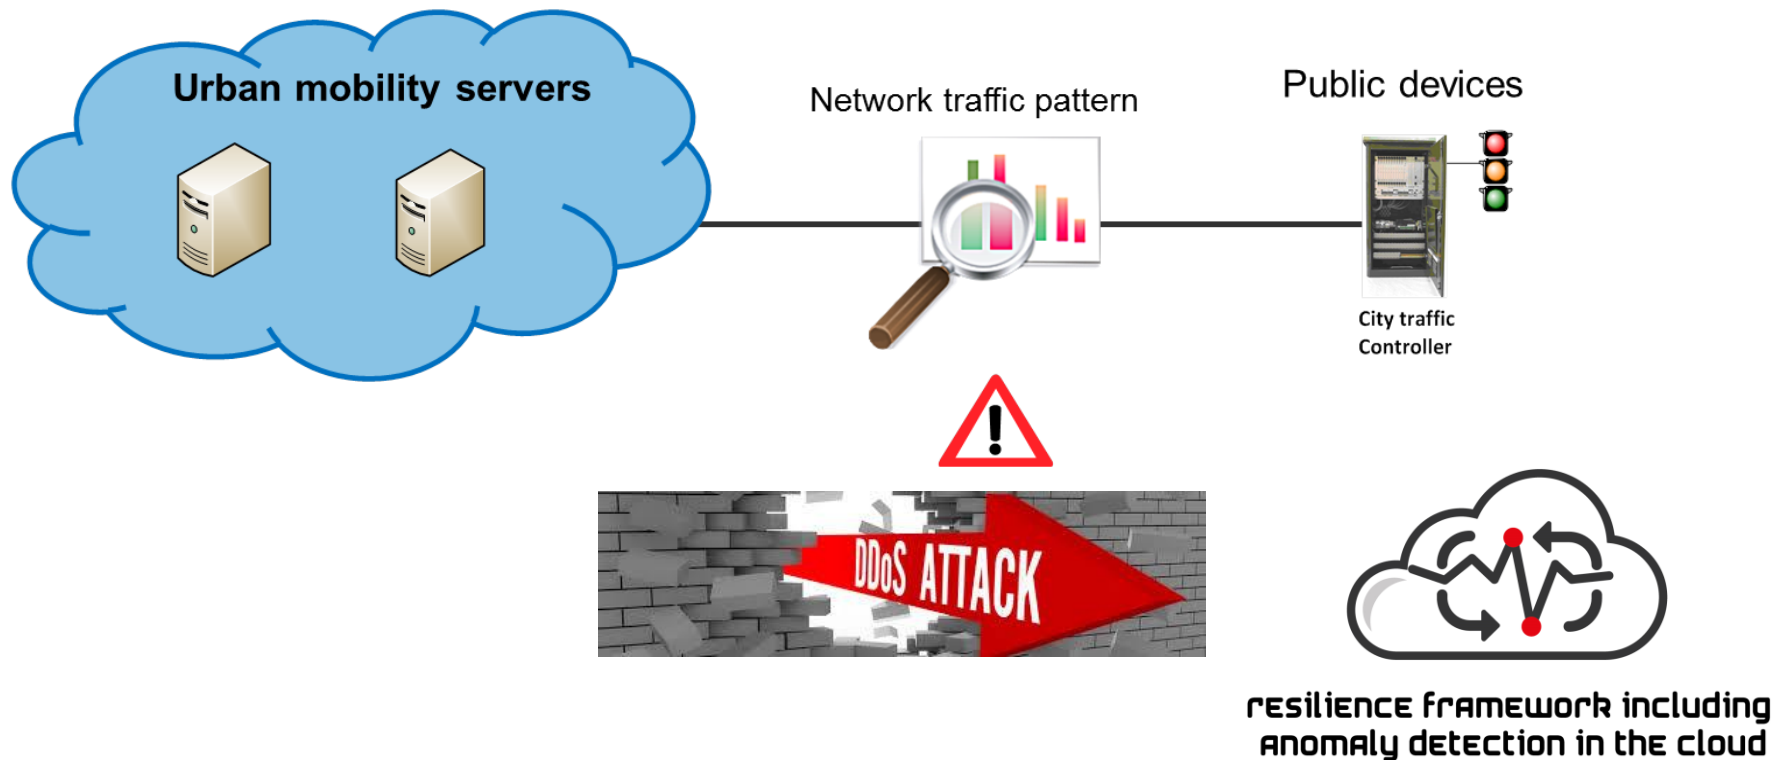 Urban mobility servers
Network traffic pattern
Public devices
City traffic
Controller
DDoS ATTACK
resilience framework including
anomaly detection in the cloud